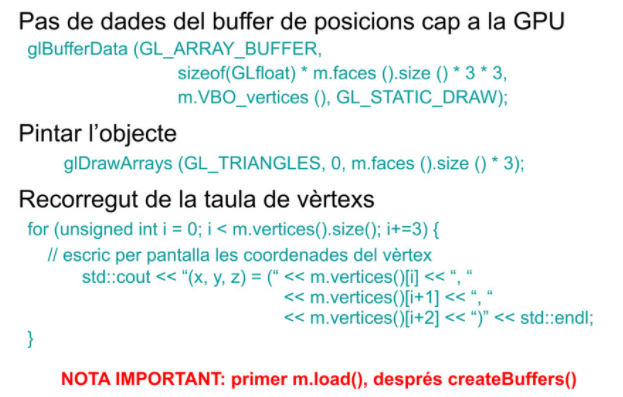 Pas de dades del buffer de posicions cap a la GPU
glBufferData (GL_ARRAY_BUFFER,
sizeof(GLfloat) * m.faces ().size () * 3 * 3,
m.VBO_vertices (), GL_STATIC_DRAW);
Pintar l’objecte
glDrawArrays (GL_TRIANGLES, 0, m.faces ().size () * 3);
Recorregut de la taula de vèrtexs
for (unsigned int i = 0; i < m.vertices().size(); i+=3) {
// escric per pantalla les coordenades del vèrtex
std::cout << “(x, y, z) = (“ << m.vertices()[i] << “, “
<< m.vertices()[i+1] << “, “
<< m.vertices()[i+2] << “)” << std::endl;
}
NOTA IMPORTANT: primer m.load(), després createBuffers()